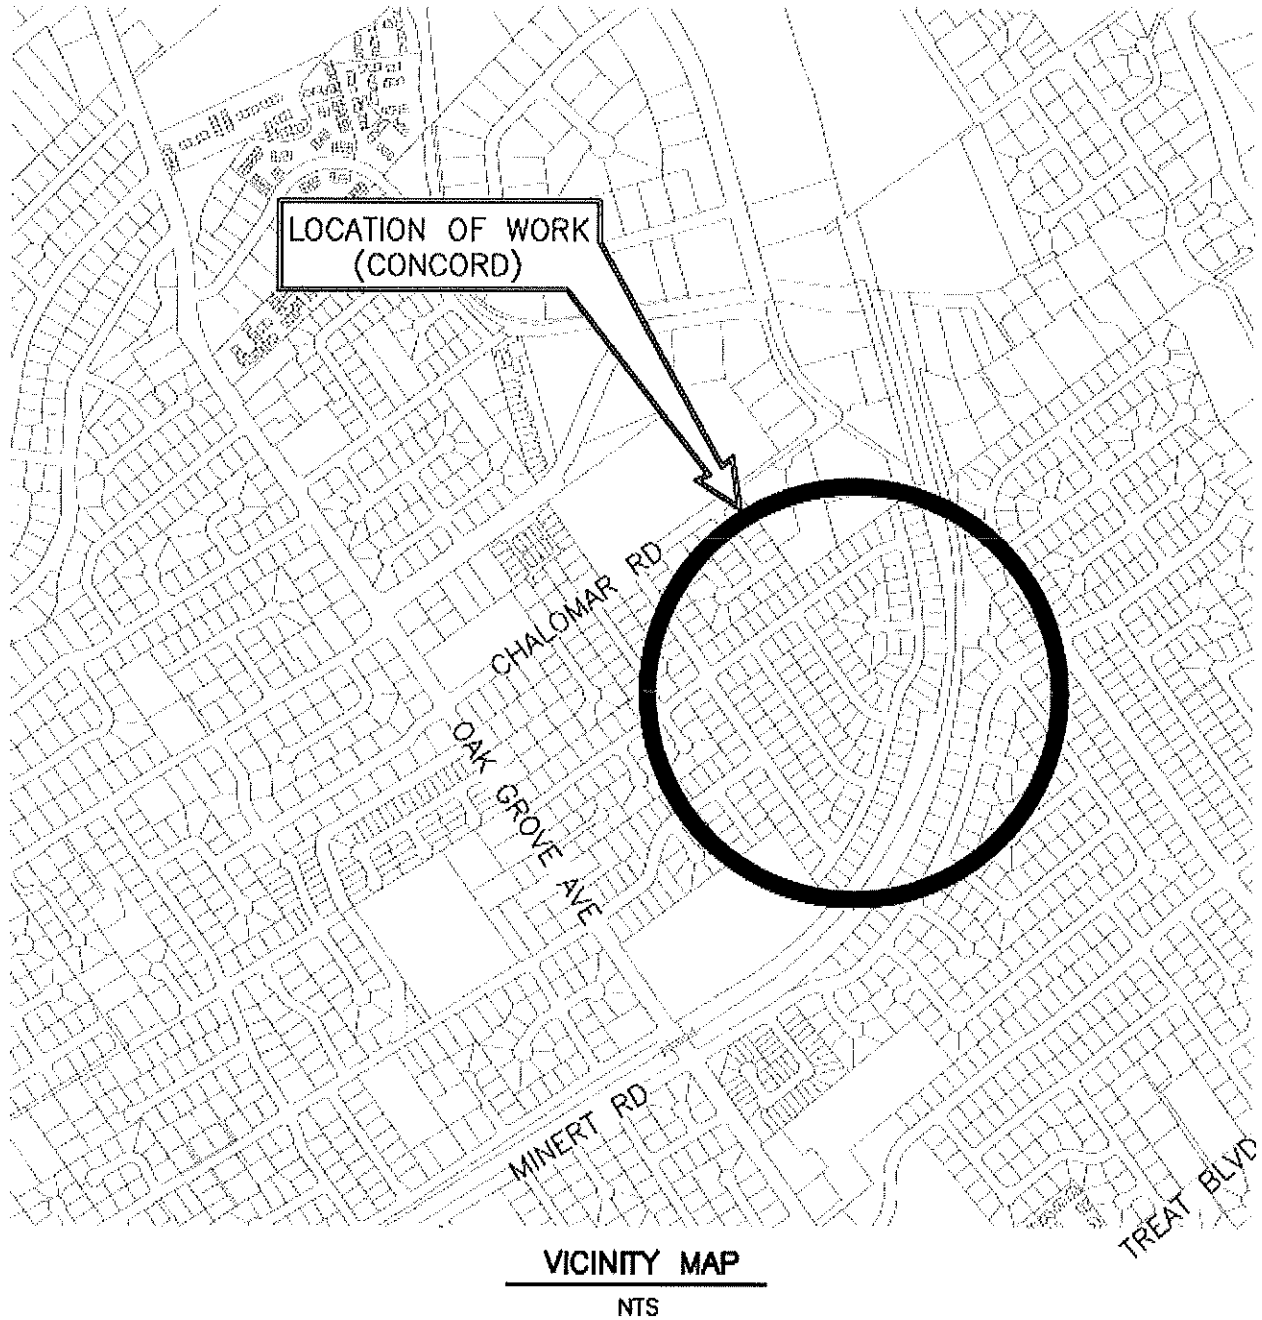 LOCATION OF WORK
(CONCORD)
CHALOMAR RD
OAK GROVE AVE
MINERT RD
TREAT BLVD
VICINITY MAP
NTS